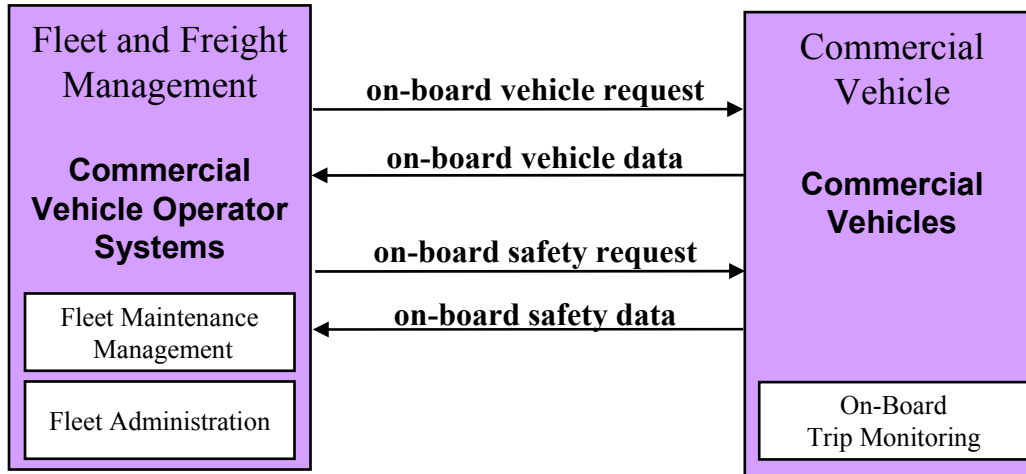 Fleet and Freight
Management
Commercial
Vehicle Operator
Systems
Fleet Maintenance
Management
Fleet Administration
on-board vehicle request
on-board vehicle data
on-board safety request
on-board safety data
Commercial
Vehicle
Commercial
Vehicles
On-Board
Trip Monitoring